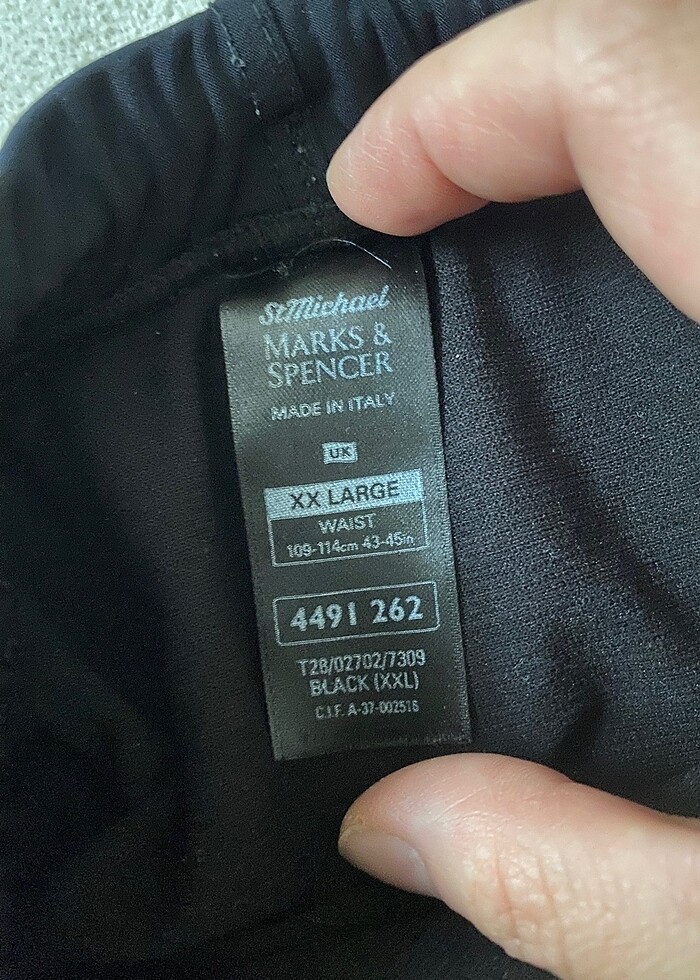 St Michael
MARKS &
SPENCER
MADE IN ITALY
UK
XX LARGE
WAIST
109-114cm 43-45in
4491 262
T28/02702/7309
BLACK (XXL)
C.I.F. A-37-002516